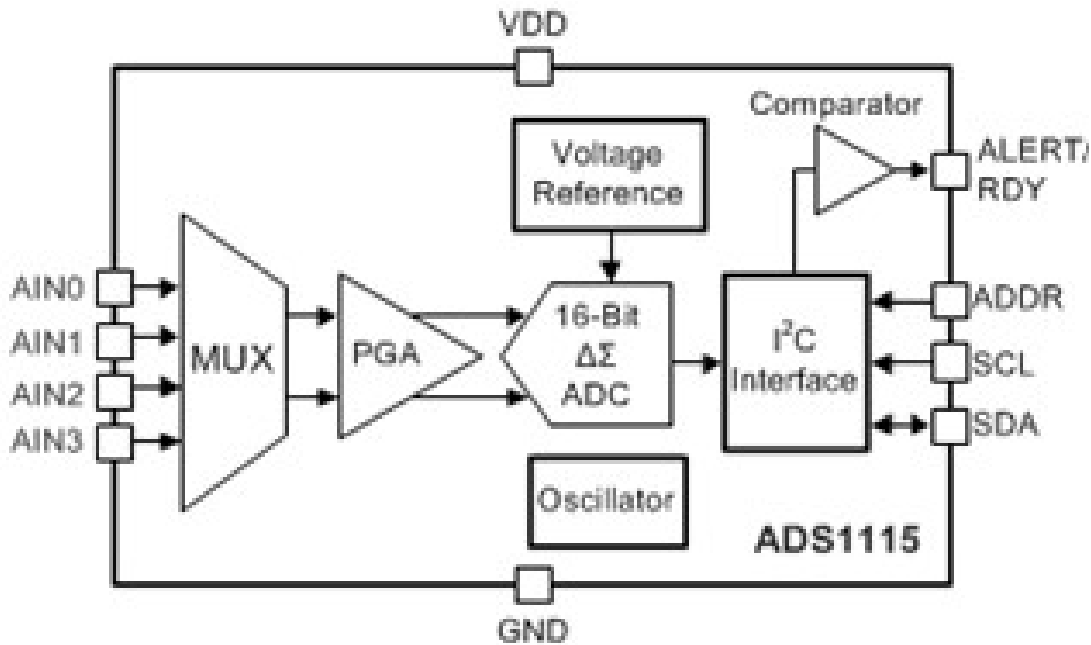 VDD
Comparator
Voltage
Reference
ALERT/
RDY
AIN0
AIN1
AIN2
AIN3
MUX
PGA
16-Bit
ΔΣ
ADC
I²C
Interface
ADDR
SCL
SDA
Oscillator
ADS1115
GND